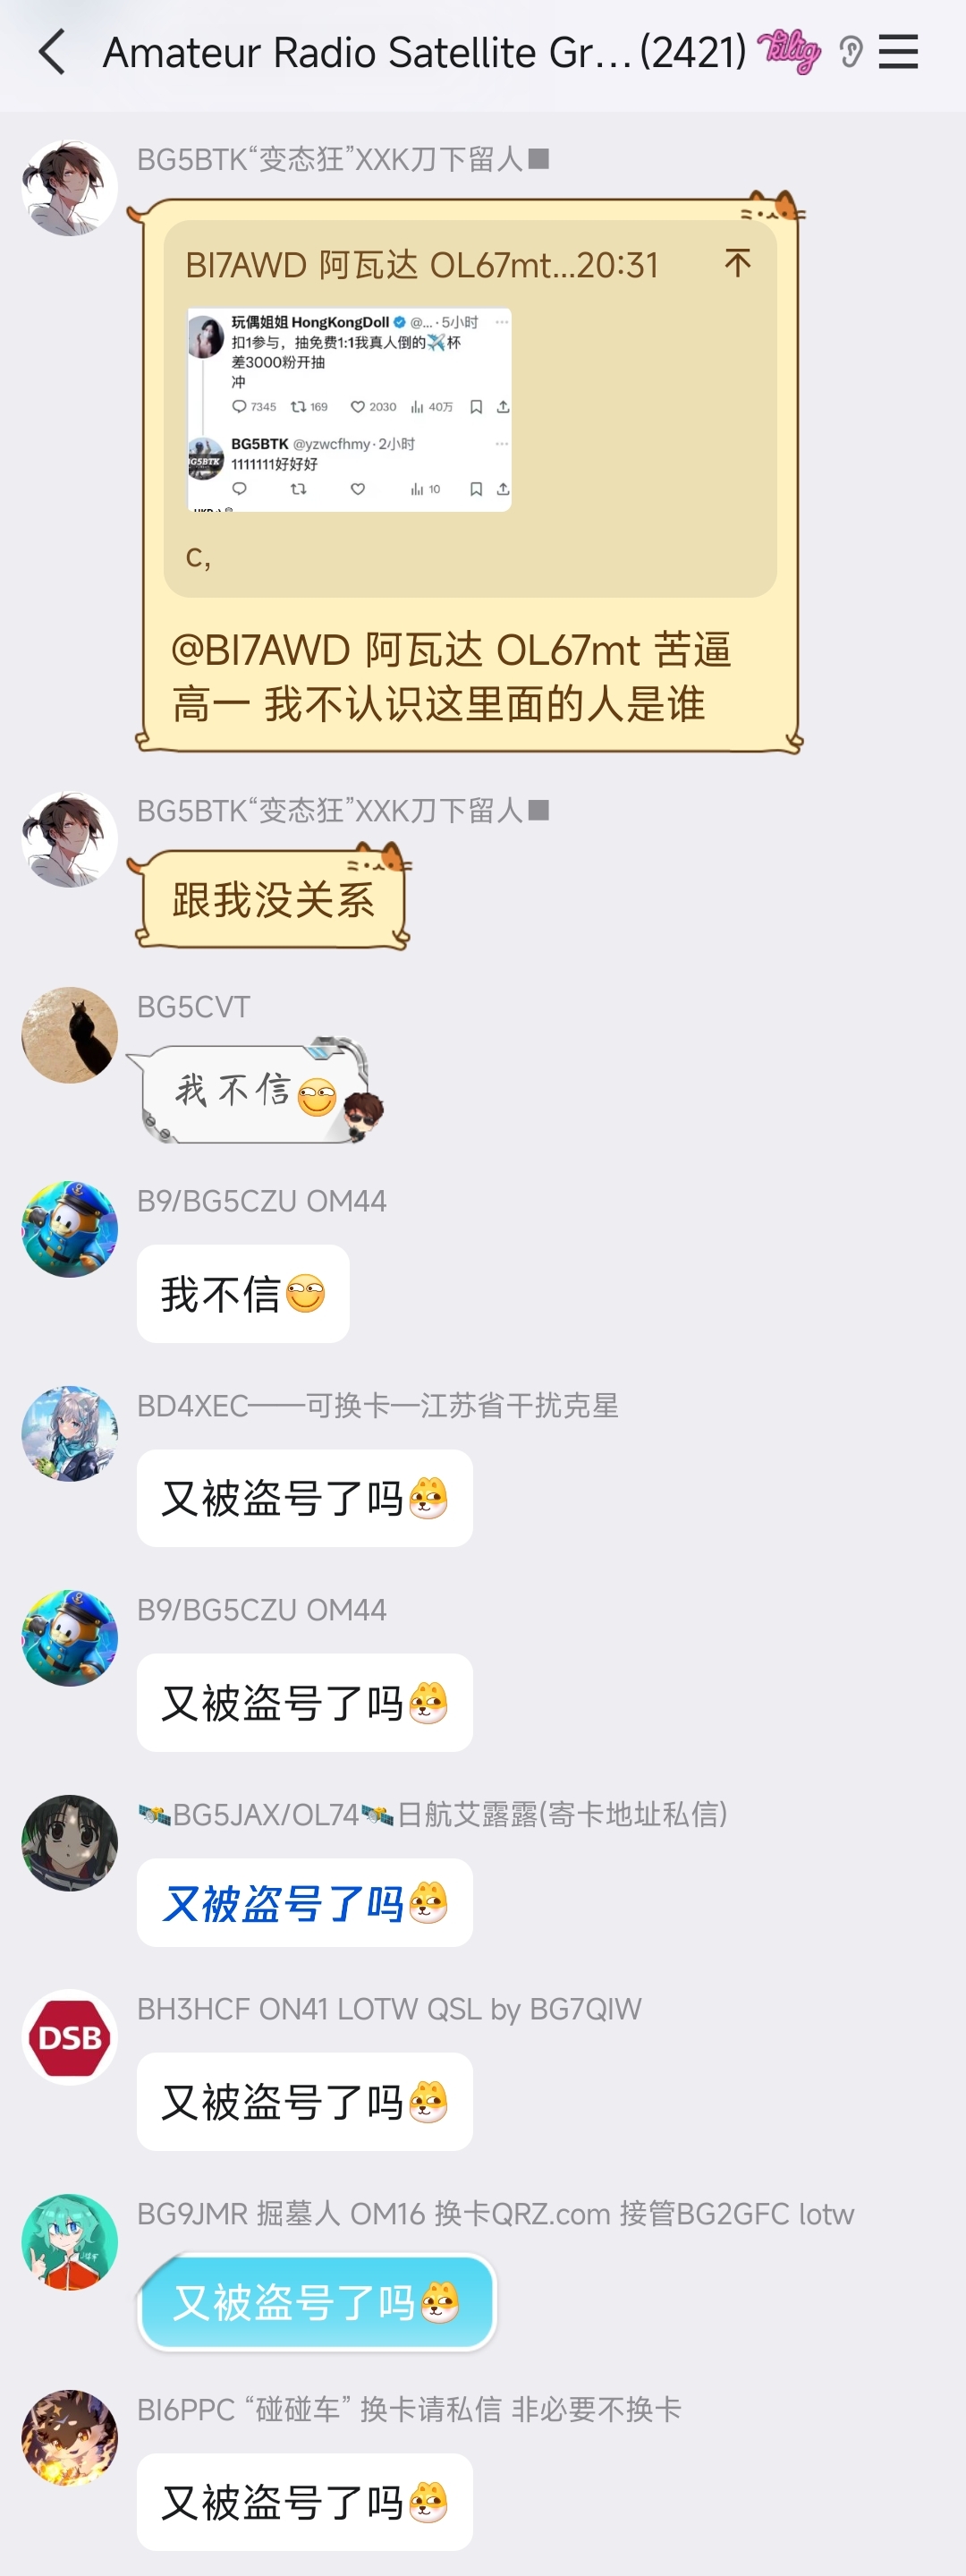 Amateur Radio Satellite Gr...(2421) kilig
BG5BTK“变态狂”XXK刀下留人■
BI7AWD 阿瓦达 OL67mt...20:31
玩偶姐姐 HongKongDoll @... · 5小时
扣1参与，抽免费1:1我真人倒的✈️杯
差3000粉开抽
冲
7345 169 2030 40万
BG5BTK @yzwcfhmy · 2小时
BG5BTK
1111111好好好
10
c,
@BI7AWD 阿瓦达 OL67mt 苦逼
高一 我不认识这里面的人是谁
BG5BTK“变态狂”XXK刀下留人■
跟我没关系
BG5CVT
我不信
B9/BG5CZU OM44
我不信
BD4XEC——可换卡—江苏省干扰克星
又被盗号了吗
B9/BG5CZU OM44
又被盗号了吗
🛰️BG5JAX/OL74🛰️日航艾露露(寄卡地址私信)
又被盗号了吗
DSB
BH3HCF ON41 LOTW QSL by BG7QIW
又被盗号了吗
BG9JMR 掘墓人 OM16 换卡QRZ.com 接管BG2GFC lotw
又被盗号了吗
BI6PPC “碰碰车” 换卡请私信 非必要不换卡
又被盗号了吗